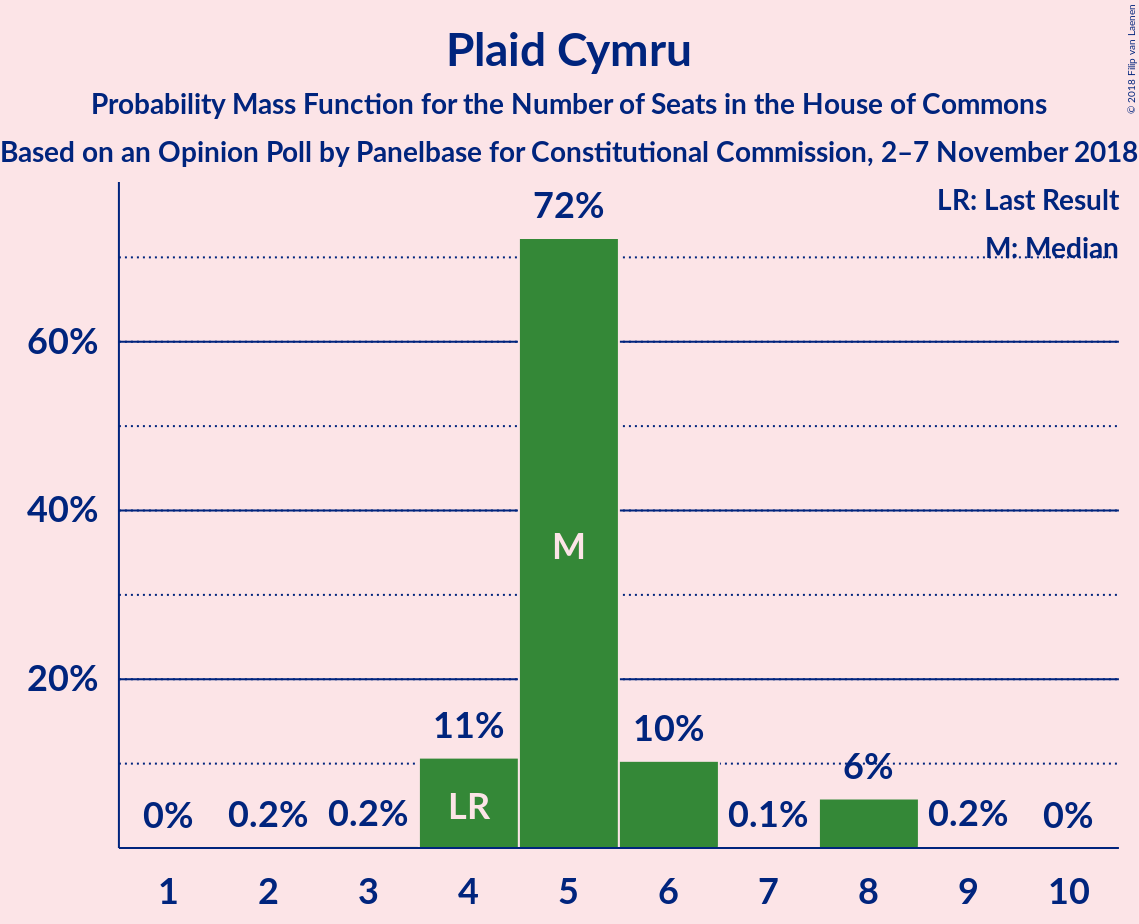 Plaid Cymru
Probability Mass Function for the Number of Seats in the House of Commons
Based on an Opinion Poll by Panelbase for Constitutional Commission, 2–7 November 2018
© 2018 Filip van Laenen
LR: Last Result
M: Median
60%
40%
20%
0%
0.2%
0.2%
11%
72%
10%
0.1%
6%
0.2%
0%
LR
M
1 2 3 4 5 6 7 8 9 10